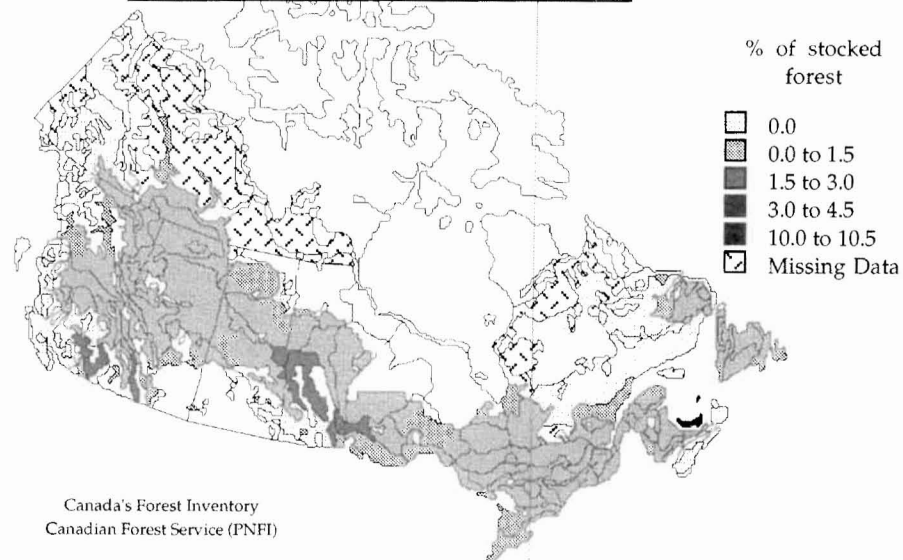 % of stocked
forest
0.0
0.0 to 1.5
1.5 to 3.0
3.0 to 4.5
10.0 to 10.5
Missing Data
Canada's Forest Inventory
Canadian Forest Service (PNFI)